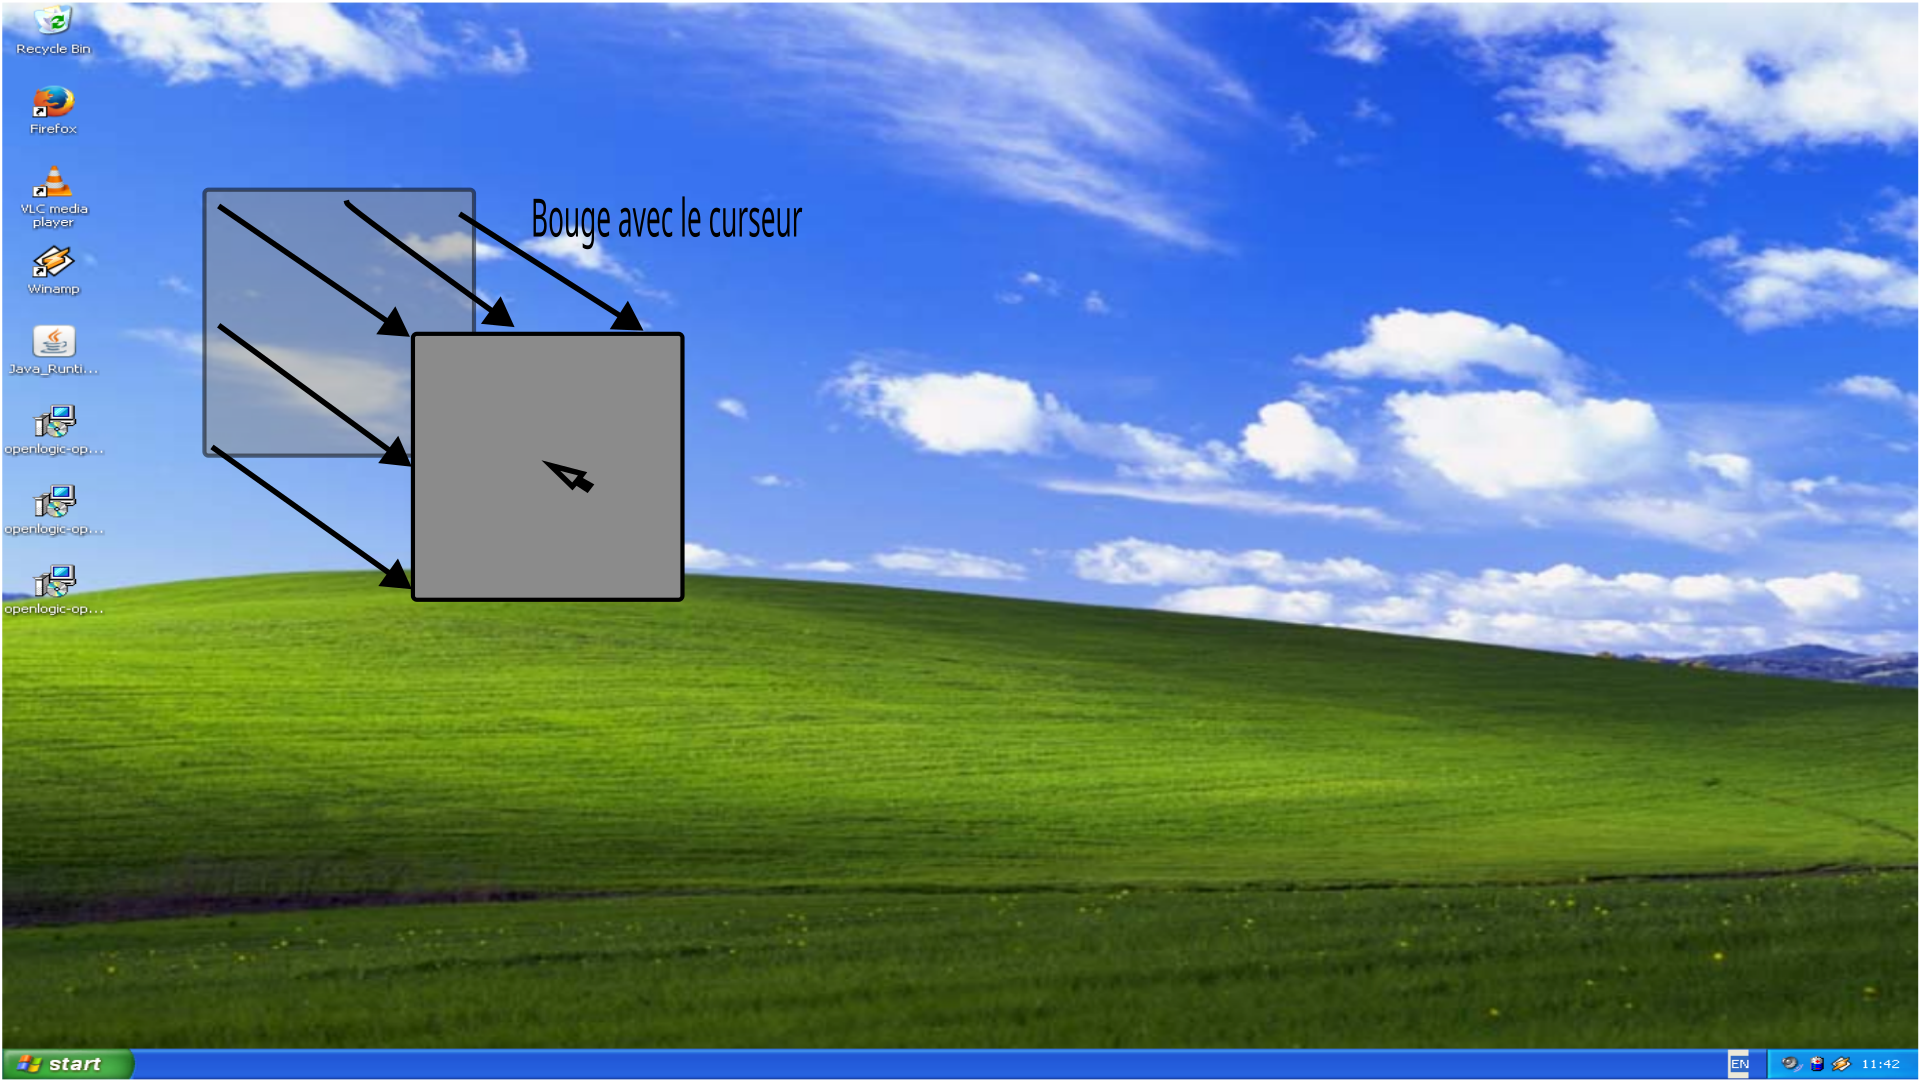 Recycle Bin
Firefox
VLC media
player
Winamp
Java_Runti...
openlogic-op...
openlogic-op...
openlogic-op...
Bouge avec le curseur
start
EN
11:42